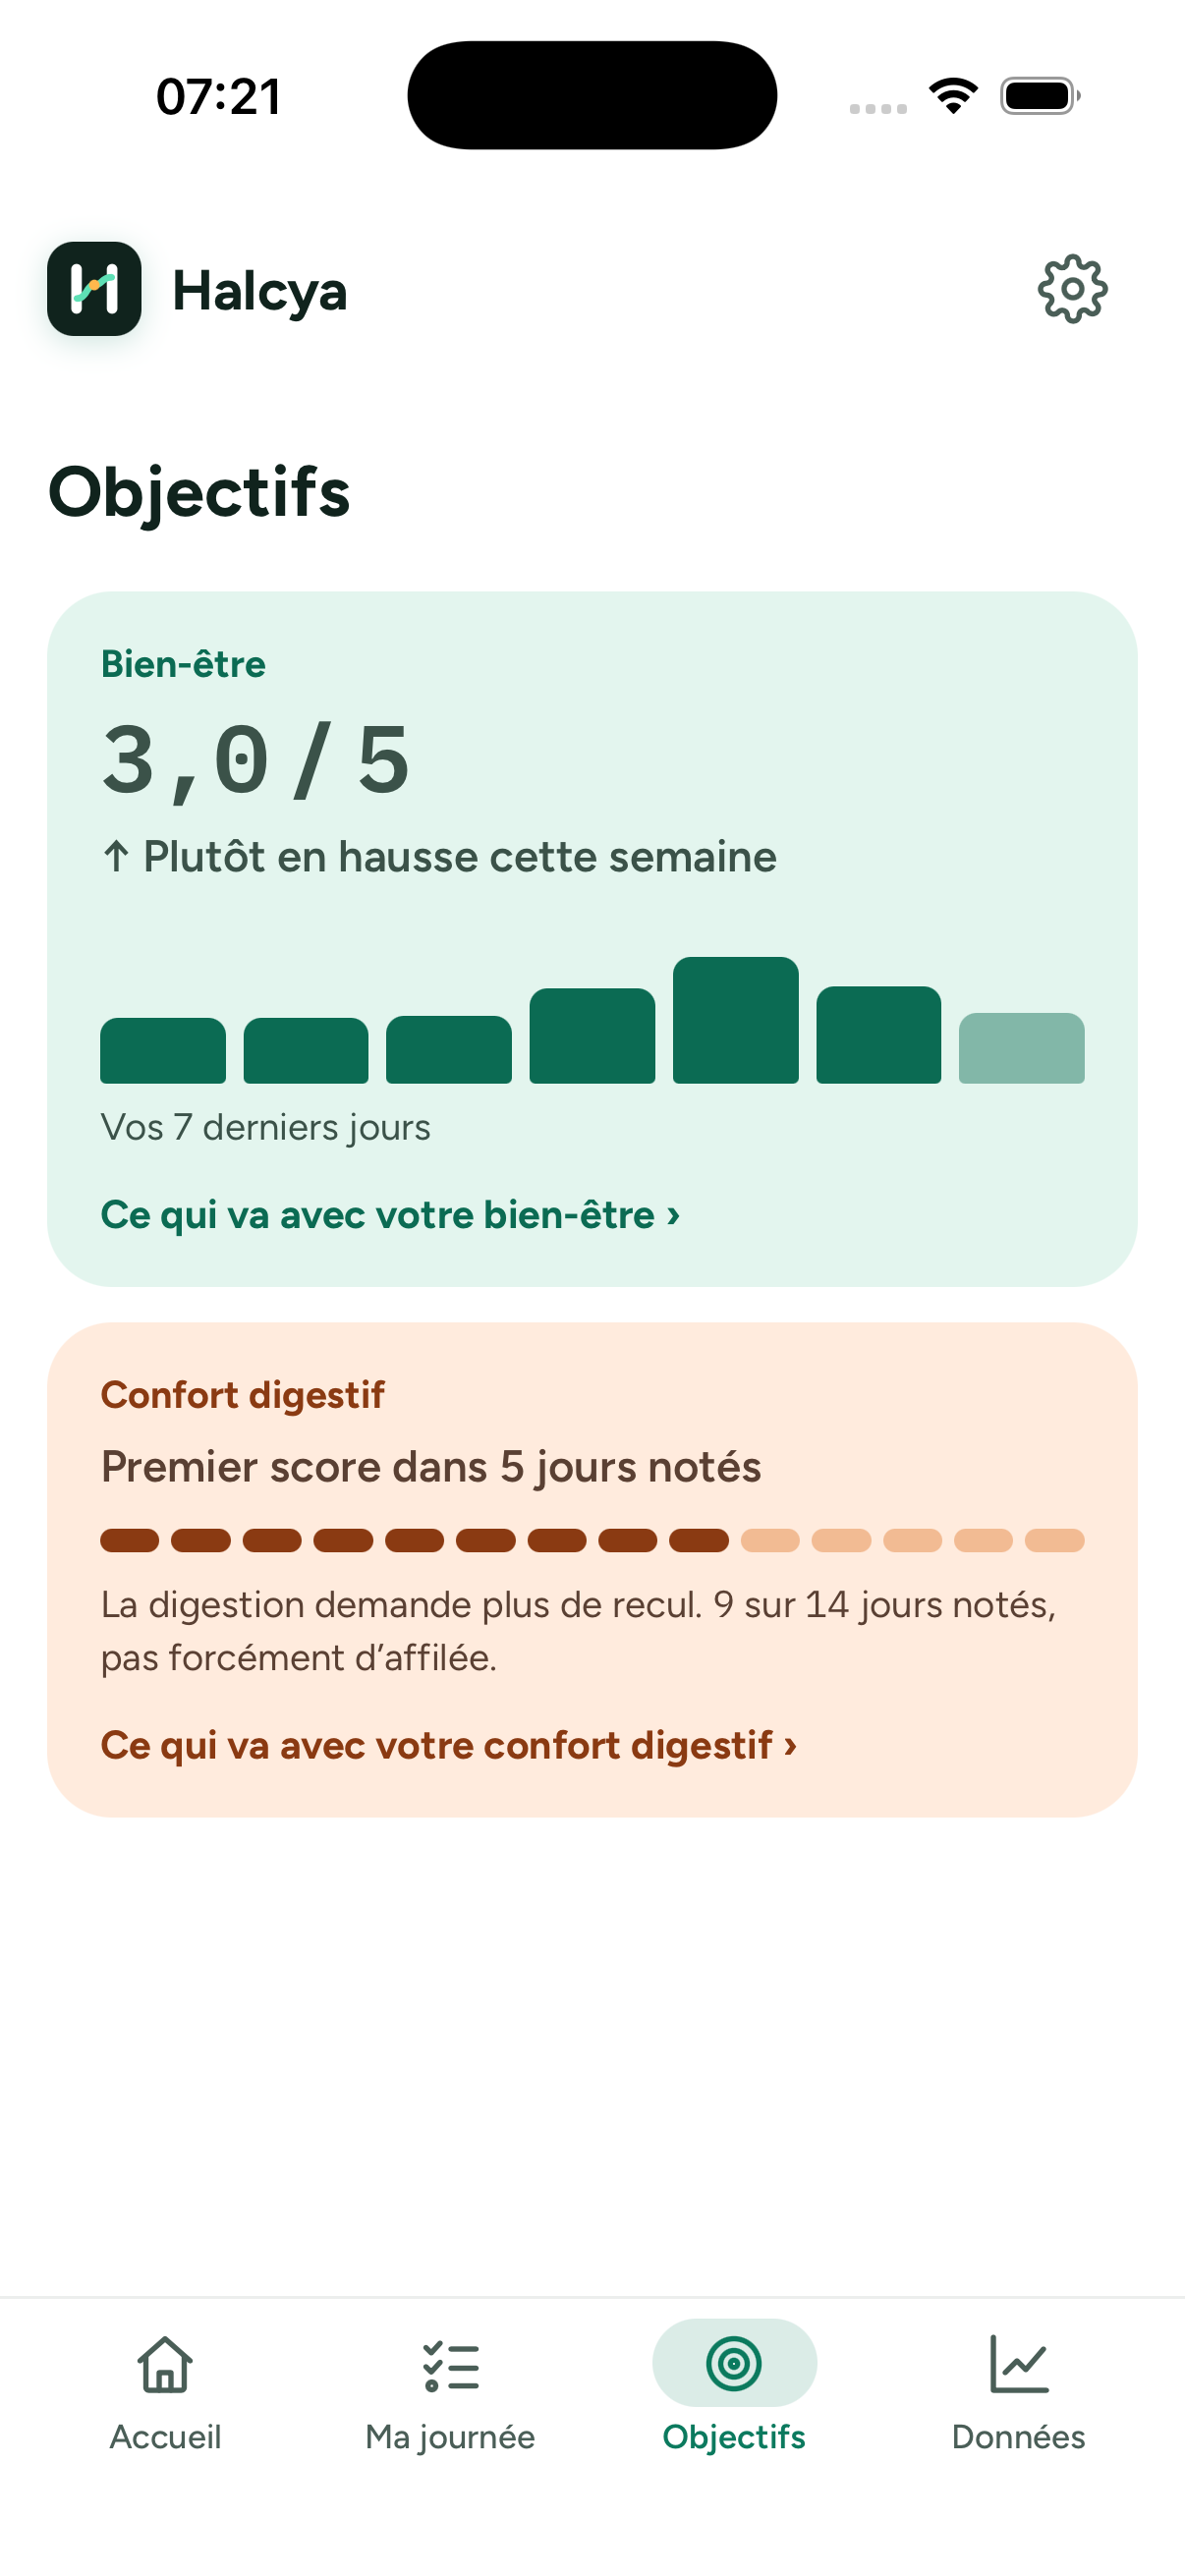 07:21
Halcya
Objectifs
Bien-être
3,0 / 5
↑ Plutôt en hausse cette semaine
Vos 7 derniers jours
Ce qui va avec votre bien-être ›
Confort digestif
Premier score dans 5 jours notés
La digestion demande plus de recul. 9 sur 14 jours notés,
pas forcément d’affilée.
Ce qui va avec votre confort digestif ›
Accueil
Ma journée
Objectifs
Données